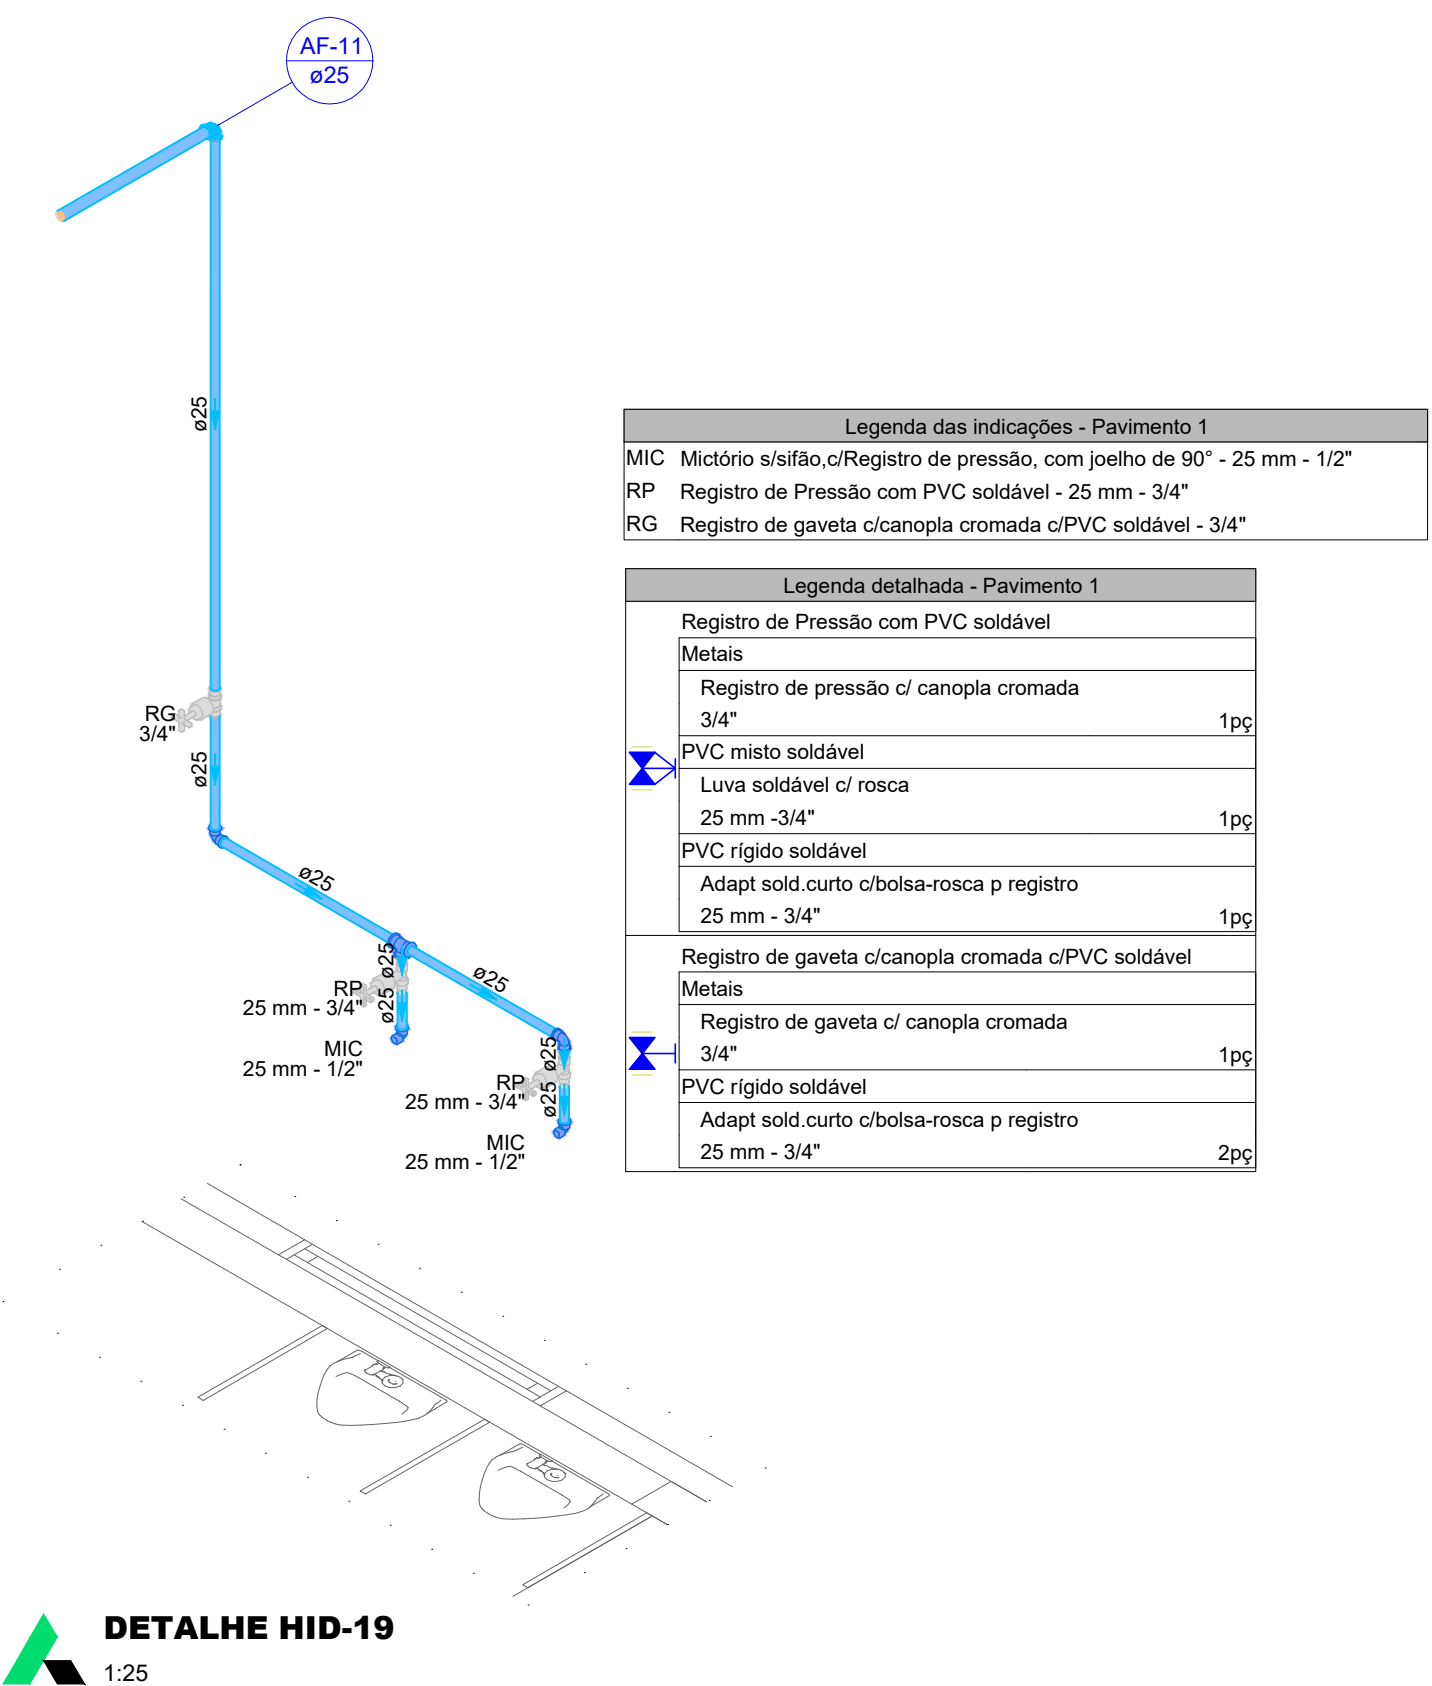 AF-11
ø25
ø25
RG
3/4"
ø25
ø25
ø25
RP
25 mm - 3/4"
ø25
MIC
25 mm - 1/2"
ø25
ø25
RP
25 mm - 3/4"
ø25
MIC
25 mm - 1/2"
Legenda das indicações - Pavimento 1
MIC Mictório s/sifão,c/Registro de pressão, com joelho de 90° - 25 mm - 1/2"
RP Registro de Pressão com PVC soldável - 25 mm - 3/4"
RG Registro de gaveta c/canopla cromada c/PVC soldável - 3/4"
Legenda detalhada - Pavimento 1
Registro de Pressão com PVC soldável
Metais
Registro de pressão c/ canopla cromada
3/4" 1pç
PVC misto soldável
Luva soldável c/ rosca
25 mm -3/4" 1pç
PVC rígido soldável
Adapt sold.curto c/bolsa-rosca p registro
25 mm - 3/4" 1pç
Registro de gaveta c/canopla cromada c/PVC soldável
Metais
Registro de gaveta c/ canopla cromada
3/4" 1pç
PVC rígido soldável
Adapt sold.curto c/bolsa-rosca p registro
25 mm - 3/4" 2pç
DETALHE HID-19
1:25